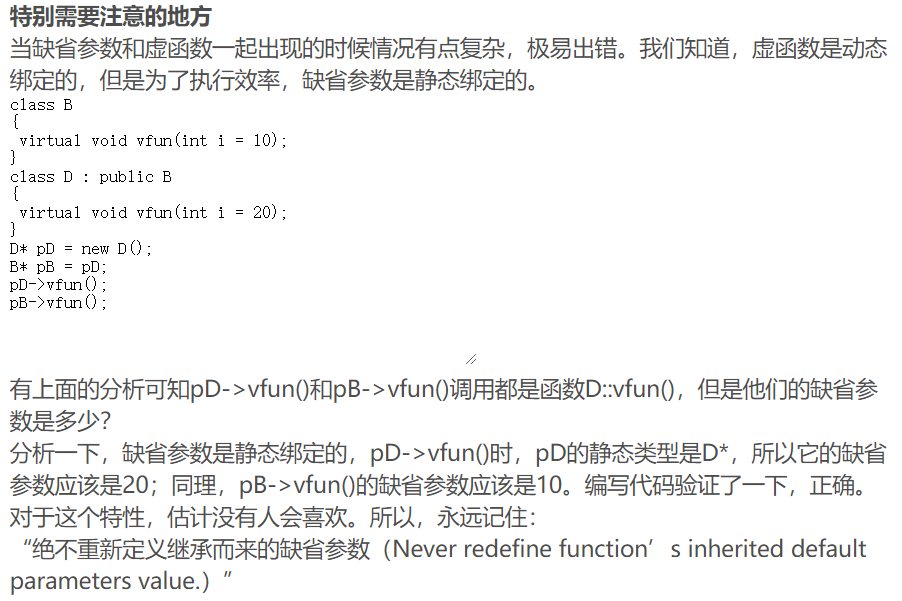 特别需要注意的地方
当缺省参数和虚函数一起出现的时候情况有点复杂，极易出错。我们知道，虚函数是动态
绑定的，但是为了执行效率，缺省参数是静态绑定的。
class B
{
 virtual void vfun(int i = 10);
}
class D : public B
{
 virtual void vfun(int i = 20);
}
D* pD = new D();
B* pB = pD;
pD->vfun();
pB->vfun();
有上面的分析可知pD->vfun()和pB->vfun()调用都是函数D::vfun()，但是他们的缺省参
数是多少？
分析一下，缺省参数是静态绑定的，pD->vfun()时，pD的静态类型是D*，所以它的缺省
参数应该是20；同理，pB->vfun()的缺省参数应该是10。编写代码验证了一下，正确。
对于这个特性，估计没有人会喜欢。所以，永远记住：
“绝不重新定义继承而来的缺省参数（Never redefine function’s inherited default
parameters value.）”